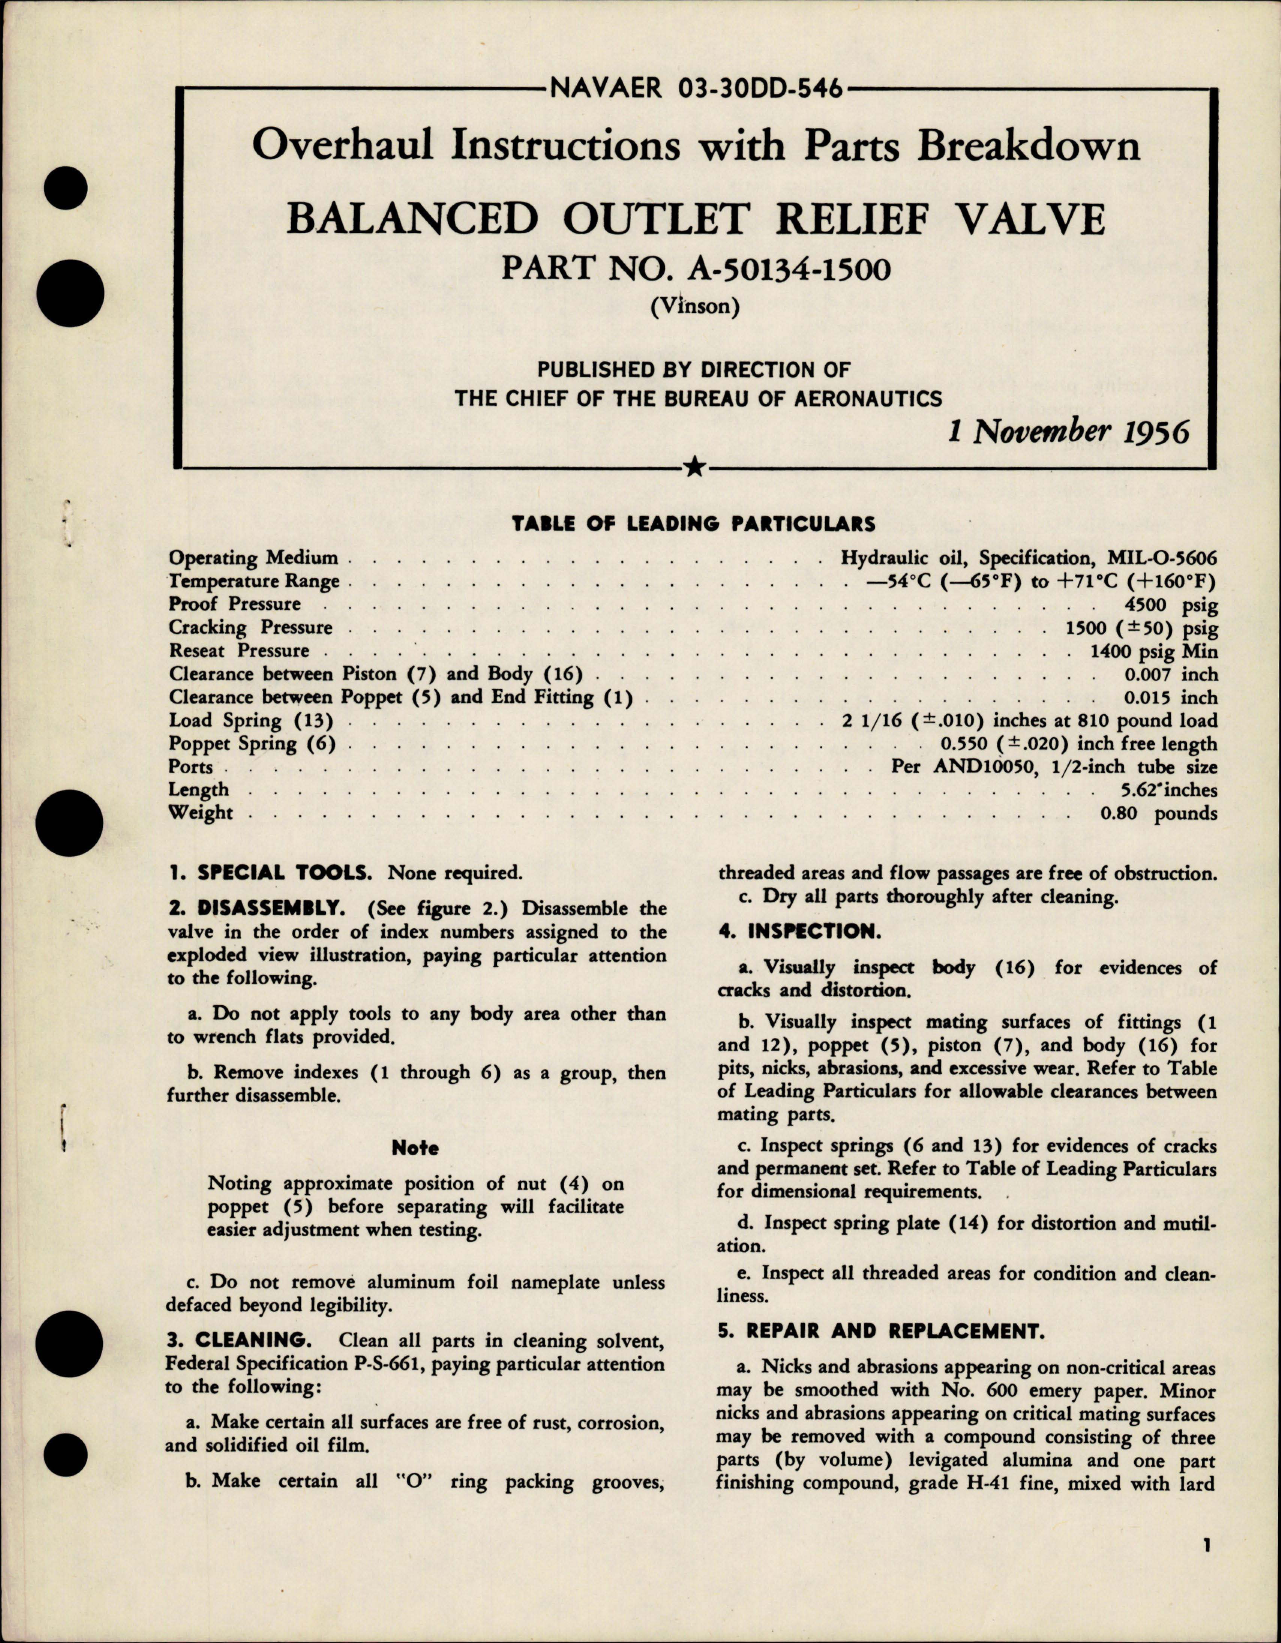 NAVAER 03-30DD-546
Overhaul Instructions with Parts Breakdown
BALANCED OUTLET RELIEF VALVE
PART NO. A-50134-1500
(Vinson)
PUBLISHED BY DIRECTION OF
THE CHIEF OF THE BUREAU OF AERONAUTICS
1 November 1956
TABLE OF LEADING PARTICULARS
Operating Medium . . . . . . . . . . . . . . . . . . . . Hydraulic oil, Specification, MIL-O-5606
Temperature Range . . . . . . . . . . . . . . . . . . . . —54°C (—65°F) to +71°C (+160°F)
Proof Pressure . . . . . . . . . . . . . . . . . . . . 4500 psig
Cracking Pressure . . . . . . . . . . . . . . . . . . . . 1500 (±50) psig
Reseat Pressure . . . . . . . . . . . . . . . . . . . . 1400 psig Min
Clearance between Piston (7) and Body (16) . . . . . . . . . . . . . . . . . . . . 0.007 inch
Clearance between Poppet (5) and End Fitting (1) . . . . . . . . . . . . . . . . . . . . 0.015 inch
Load Spring (13) . . . . . . . . . . . . . . . . . . . . 2 1/16 (±.010) inches at 810 pound load
Poppet Spring (6) . . . . . . . . . . . . . . . . . . . . 0.550 (±.020) inch free length
Ports . . . . . . . . . . . . . . . . . . . . Per AND10050, 1/2-inch tube size
Length . . . . . . . . . . . . . . . . . . . . 5.62 inches
Weight . . . . . . . . . . . . . . . . . . . . 0.80 pounds
1. SPECIAL TOOLS. None required.
2. DISASSEMBLY. (See figure 2.) Disassemble the
valve in the order of index numbers assigned to the
exploded view illustration, paying particular attention
to the following.
a. Do not apply tools to any body area other than
to wrench flats provided.
b. Remove indexes (1 through 6) as a group, then
further disassemble.
Note
Noting approximate position of nut (4) on
poppet (5) before separating will facilitate
easier adjustment when testing.
c. Do not remove aluminum foil nameplate unless
defaced beyond legibility.
3. CLEANING. Clean all parts in cleaning solvent,
Federal Specification P-S-661, paying particular attention
to the following:
a. Make certain all surfaces are free of rust, corrosion,
and solidified oil film.
b. Make certain all "O" ring packing grooves,
threaded areas and flow passages are free of obstruction.
c. Dry all parts thoroughly after cleaning.
4. INSPECTION.
a. Visually inspect body (16) for evidences of
cracks and distortion.
b. Visually inspect mating surfaces of fittings (1
and 12), poppet (5), piston (7), and body (16) for
pits, nicks, abrasions, and excessive wear. Refer to Table
of Leading Particulars for allowable clearances between
mating parts.
c. Inspect springs (6 and 13) for evidences of cracks
and permanent set. Refer to Table of Leading Particulars
for dimensional requirements.
d. Inspect spring plate (14) for distortion and mutil-
ation.
e. Inspect all threaded areas for condition and clean-
liness.
5. REPAIR AND REPLACEMENT.
a. Nicks and abrasions appearing on non-critical areas
may be smoothed with No. 600 emery paper. Minor
nicks and abrasions appearing on critical mating surfaces
may be removed with a compound consisting of three
parts (by volume) levigated alumina and one part
finishing compound, grade H-41 fine, mixed with lard
1